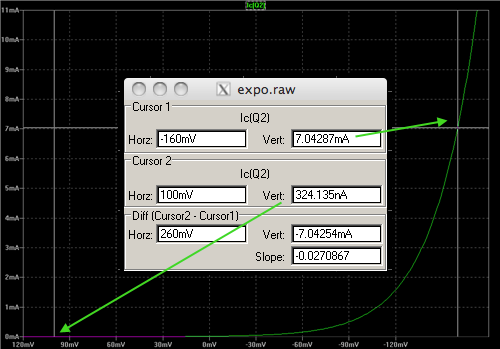 Ic(Q2)
11mA
10mA
9mA
8mA
7mA
6mA
5mA
4mA
3mA
2mA
1mA
0mA
120mV 90mV 60mV 30mV 0mV -30mV -60mV -90mV -120mV
X expo.raw
Cursor 1
Ic(Q2)
Horz: -160mV Vert: 7.04287mA
Cursor 2
Ic(Q2)
Horz: 100mV Vert: 324.135nA
Diff (Cursor2 - Cursor1)
Horz: 260mV Vert: -7.04254mA
Slope: -0.0270867